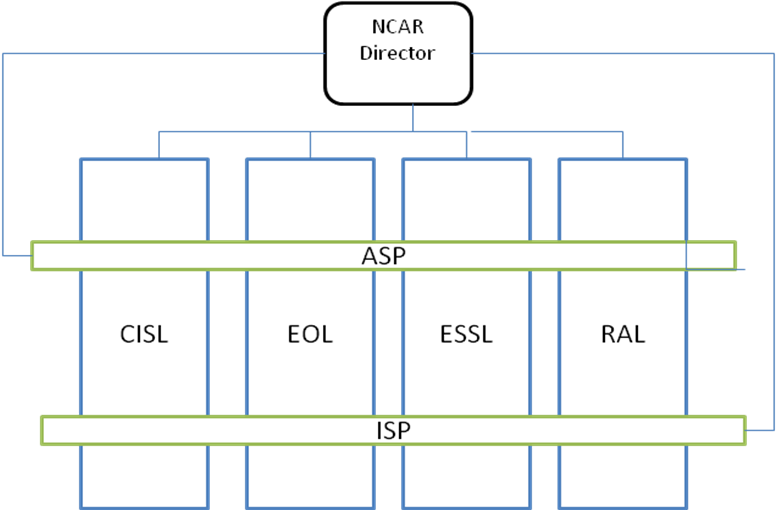 NCAR
Director
ASP
CISL
EOL
ESSL
RAL
ISP